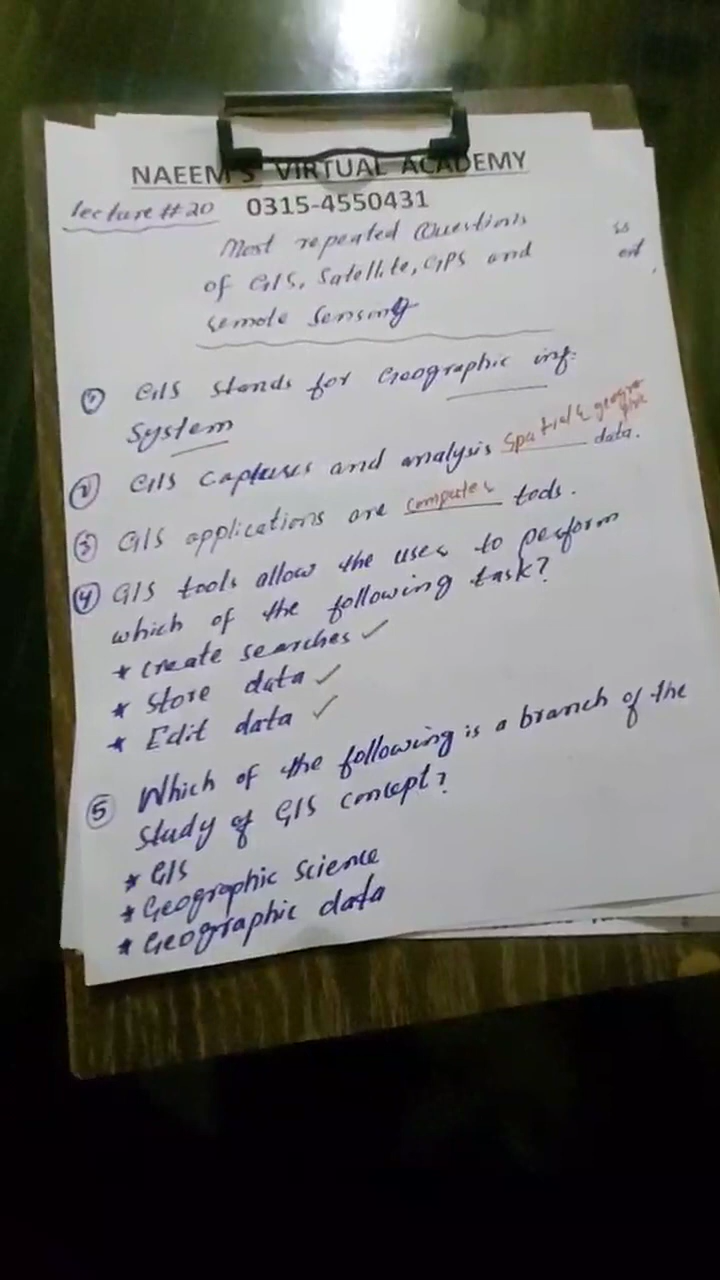 NAEEM'S VIRTUAL ACADEMY
lecture # 20 0315-4550431
Most repeated Questions
of GIS, Satellite, GPS and
remote Sensing
① GIS stands for Geographic inf:
System
② GIS captures and analysis Spatial & geographic data.
③ GIS applications are computer tools.
④ GIS tools allow the user to perform
which of the following task?
* Create searches ✓
* Store data ✓
* Edit data ✓
⑤ Which of the following is a branch of the
study of GIS concept?
* GIS
* Geographic Science
* Geographic data